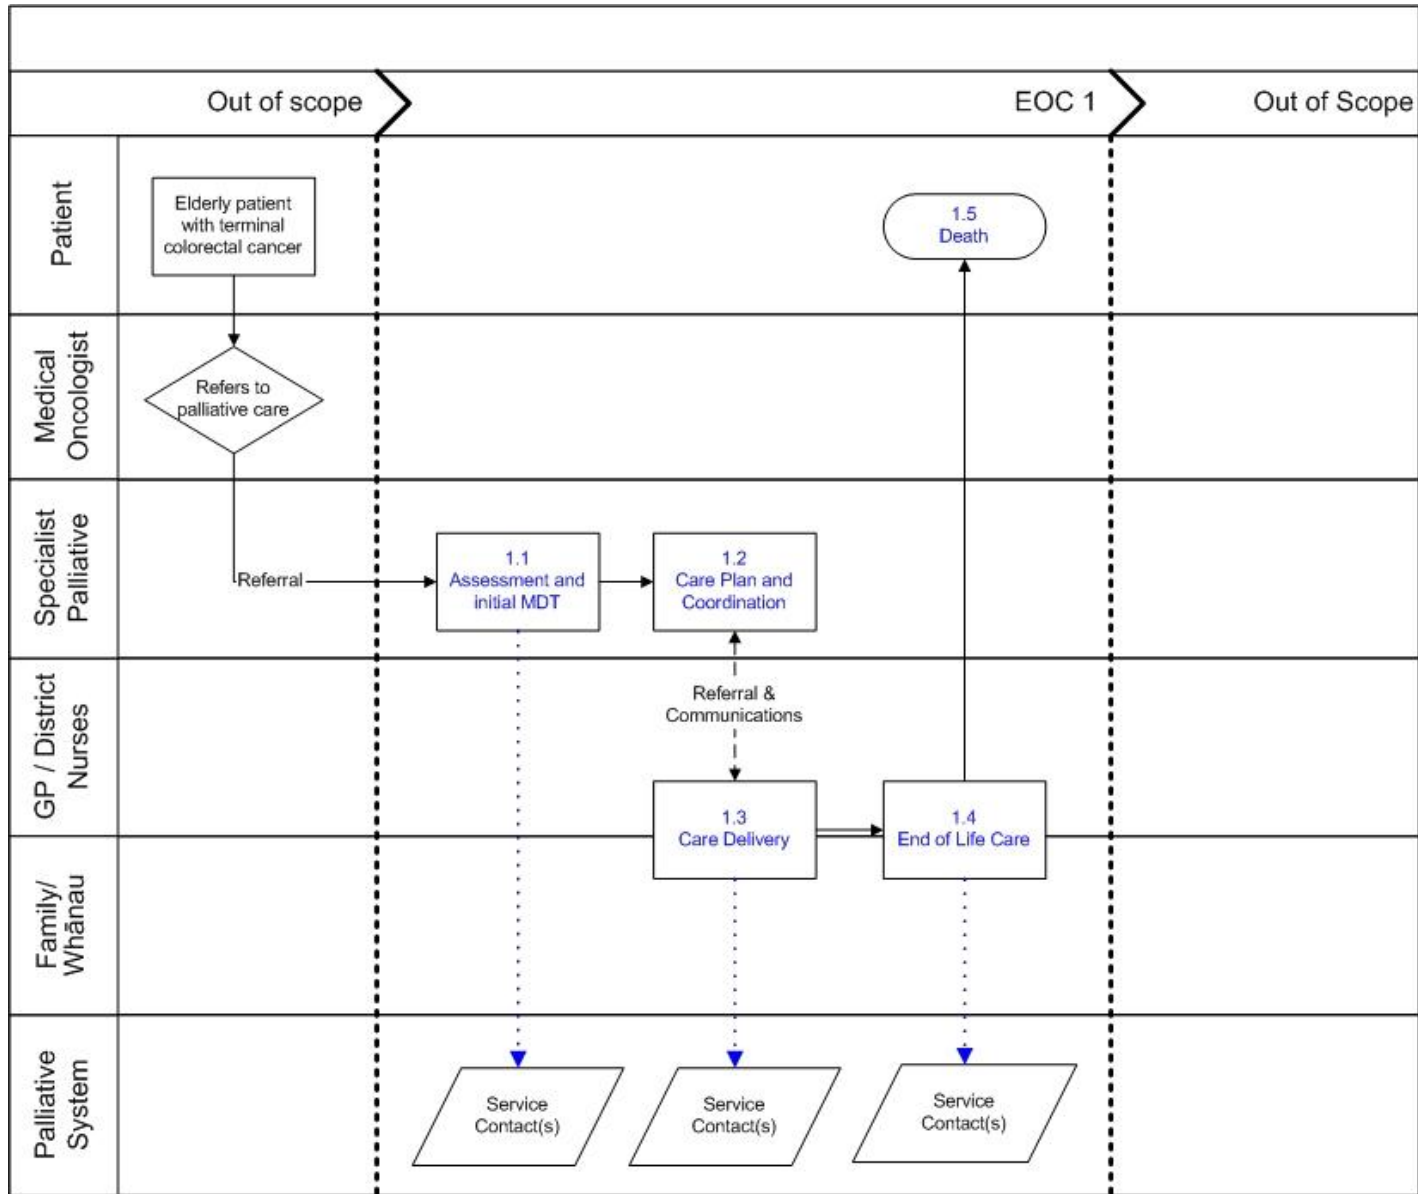 Out of scope
EOC 1
Out of Scope
Patient
Elderly patient
with terminal
colorectal cancer
1.5
Death
Medical
Oncologist
Refers to
palliative care
Specialist
Palliative
Referral
1.1
Assessment and
initial MDT
1.2
Care Plan and
Coordination
GP / District
Nurses
Referral &
Communications
1.3
Care Delivery
1.4
End of Life Care
Family/
Whānau
Palliative
System
Service
Contact(s)
Service
Contact(s)
Service
Contact(s)